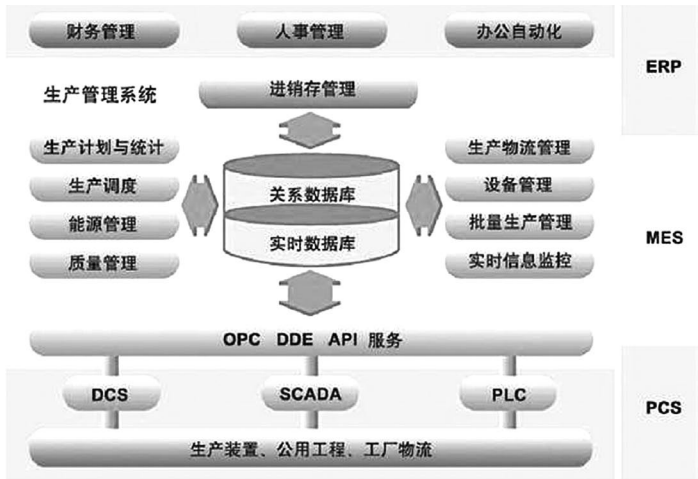 财务管理
人事管理
办公自动化
ERP
生产管理系统
进销存管理
生产计划与统计
生产调度
能源管理
质量管理
关系数据库
实时数据库
生产物流管理
设备管理
批量生产管理
实时信息监控
MES
OPC DDE API 服务
DCS
SCADA
PLC
PCS
生产装置、公用工程、工厂物流